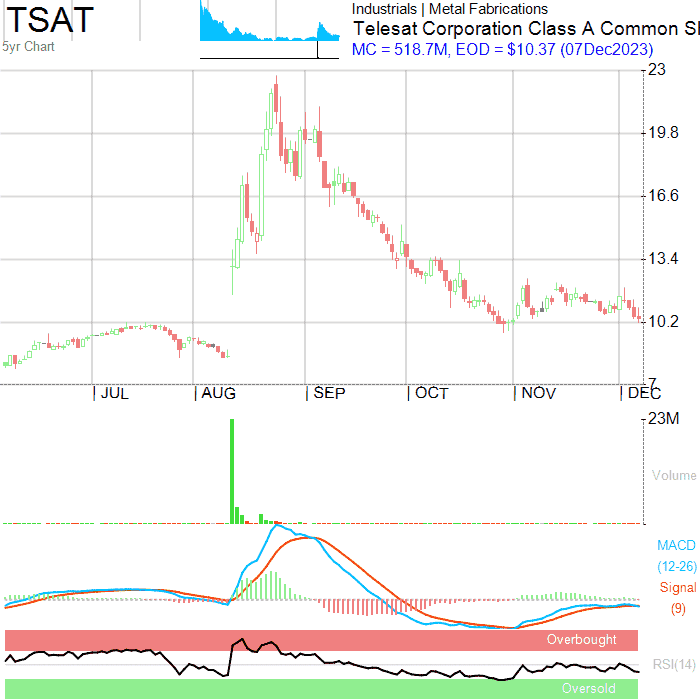 TSAT
5yr Chart
Industrials | Metal Fabrications
Telesat Corporation Class A Common
MC = 518.7M, EOD = $10.37 (07Dec2023)
23
19.8
16.6
13.4
10.2
7
JUL AUG SEP OCT NOV DEC
23M
Volume
MACD
(12-26)
Signal
(9)
Overbought
RSI(14)
Oversold